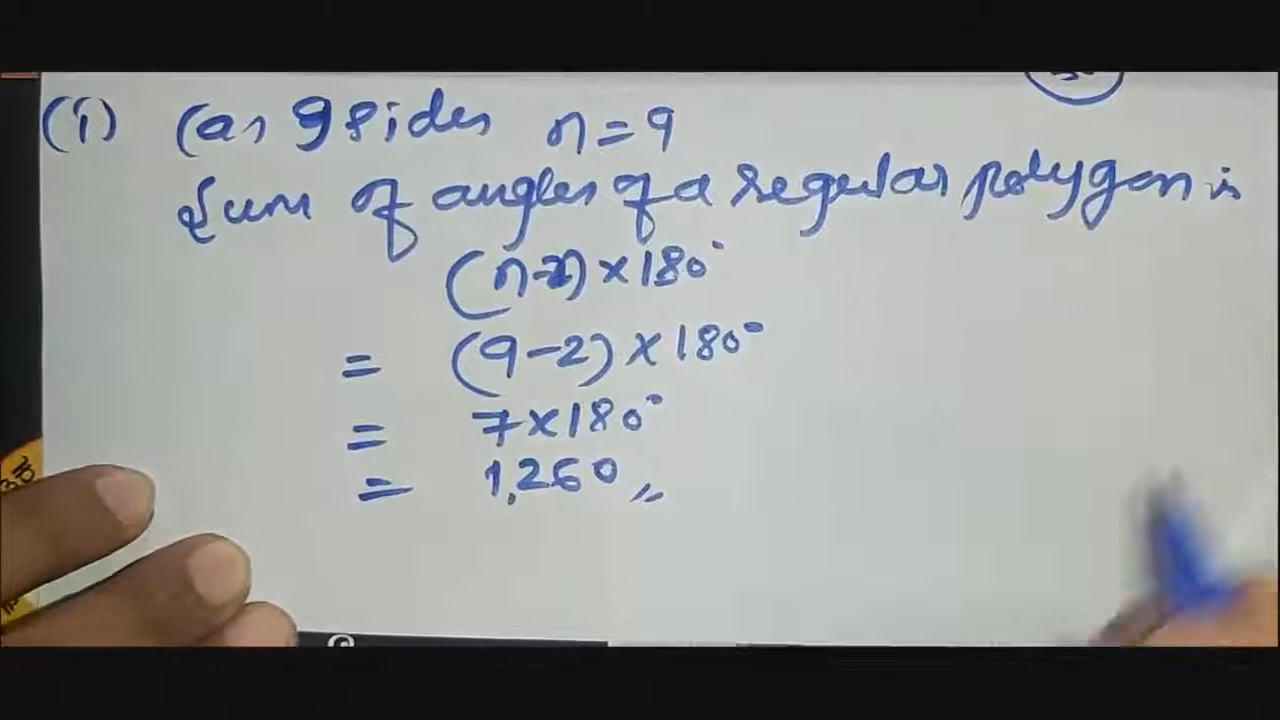 (i) (as 9 sides n = 9
Sum of angles of a regular polygon is
(n-2) × 180°
= (9-2) × 180°
= 7 × 180°
= 1,260 〃